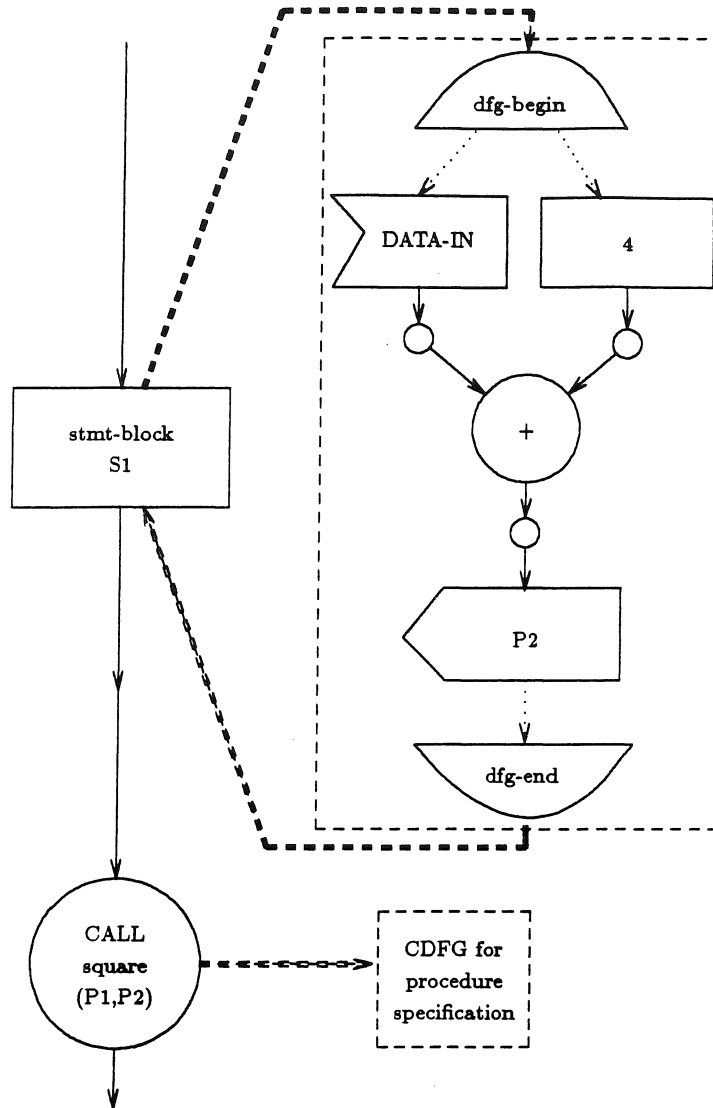 dfg-begin
DATA-IN
4
+
stmt-block
S1
P2
dfg-end
CALL
square
(P1,P2)
CDFG for
procedure
specification